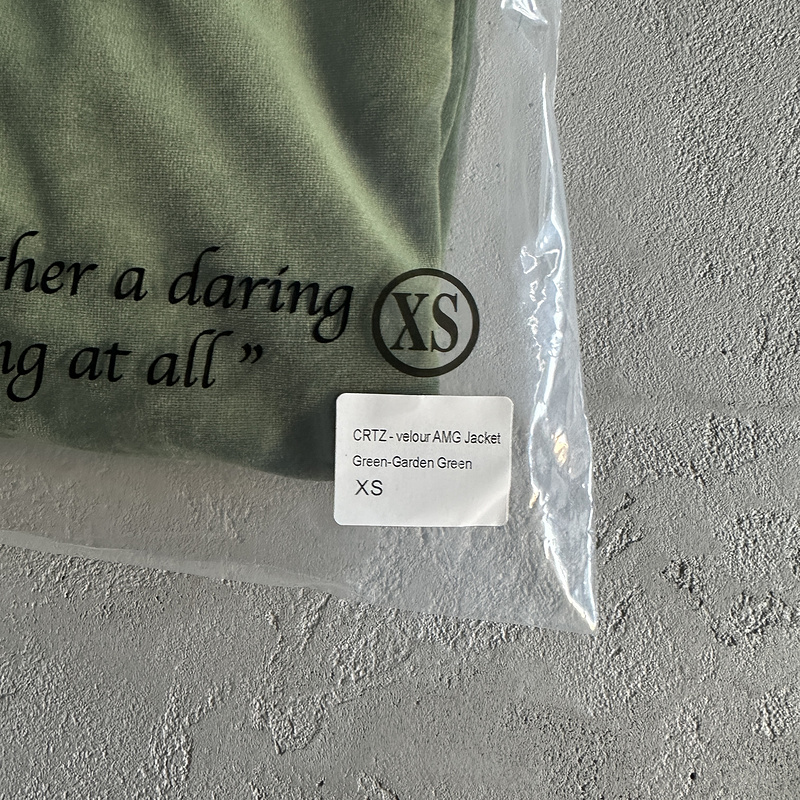 her a daring
ng at all”
XS
CRTZ - velour AMG Jacket
Green-Garden Green
XS